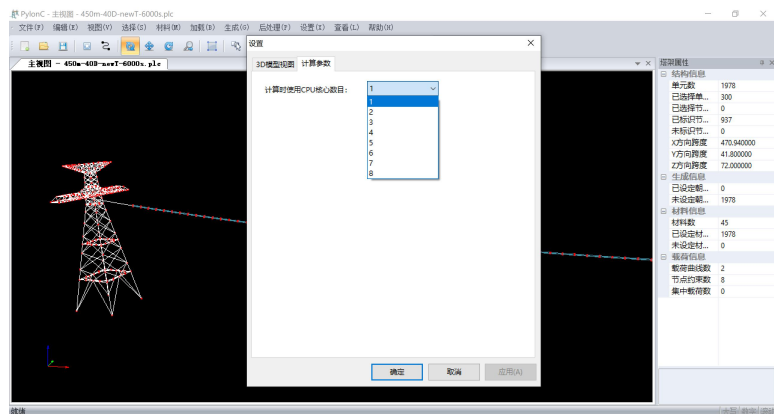 PylonC - 主视图 - 450m-40D-newT-6000s.plc
文件(F) 编辑(E) 视图(V) 选择(S) 材料(M) 加载(B) 生成(G) 后处理(P) 设置(I) 查看(L) 帮助(H)
主视图 - 450m-40D-newT-6000s.plc
设置
3D模型视图 计算参数
计算时使用CPU核心数目： 1
1
2
3
4
5
6
7
8
确定 取消 应用(A)
塔架属性
结构信息
单元数 1978
已选择单... 300
已选择节... 0
已标识节... 937
未标识节... 0
X方向跨度 470.940000
Y方向跨度 41.800000
Z方向跨度 72.000000
生成信息
已设定朝... 0
未设定朝... 1978
材料信息
材料数 45
已设定材... 1978
未设定材... 0
载荷信息
载荷曲线数 2
节点约束数 8
集中载荷数 0
就绪